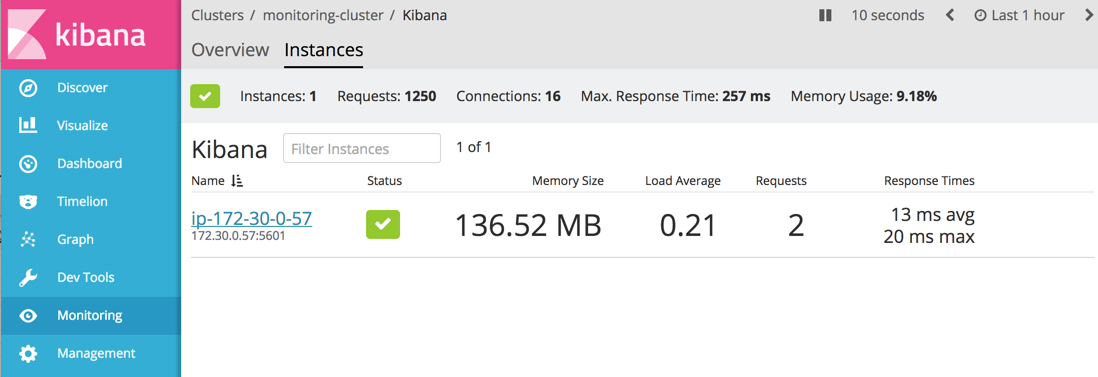 kibana
Clusters / monitoring-cluster / Kibana
10 seconds
Last 1 hour
Overview Instances
Instances: 1 Requests: 1250 Connections: 16 Max. Response Time: 257 ms Memory Usage: 9.18%
Discover
Visualize
Dashboard
Timelion
Graph
Dev Tools
Monitoring
Management
Kibana Filter Instances 1 of 1
Name Status Memory Size Load Average Requests Response Times
ip-172-30-0-57 136.52 MB 0.21 2 13 ms avg
172.30.0.57:5601 20 ms max